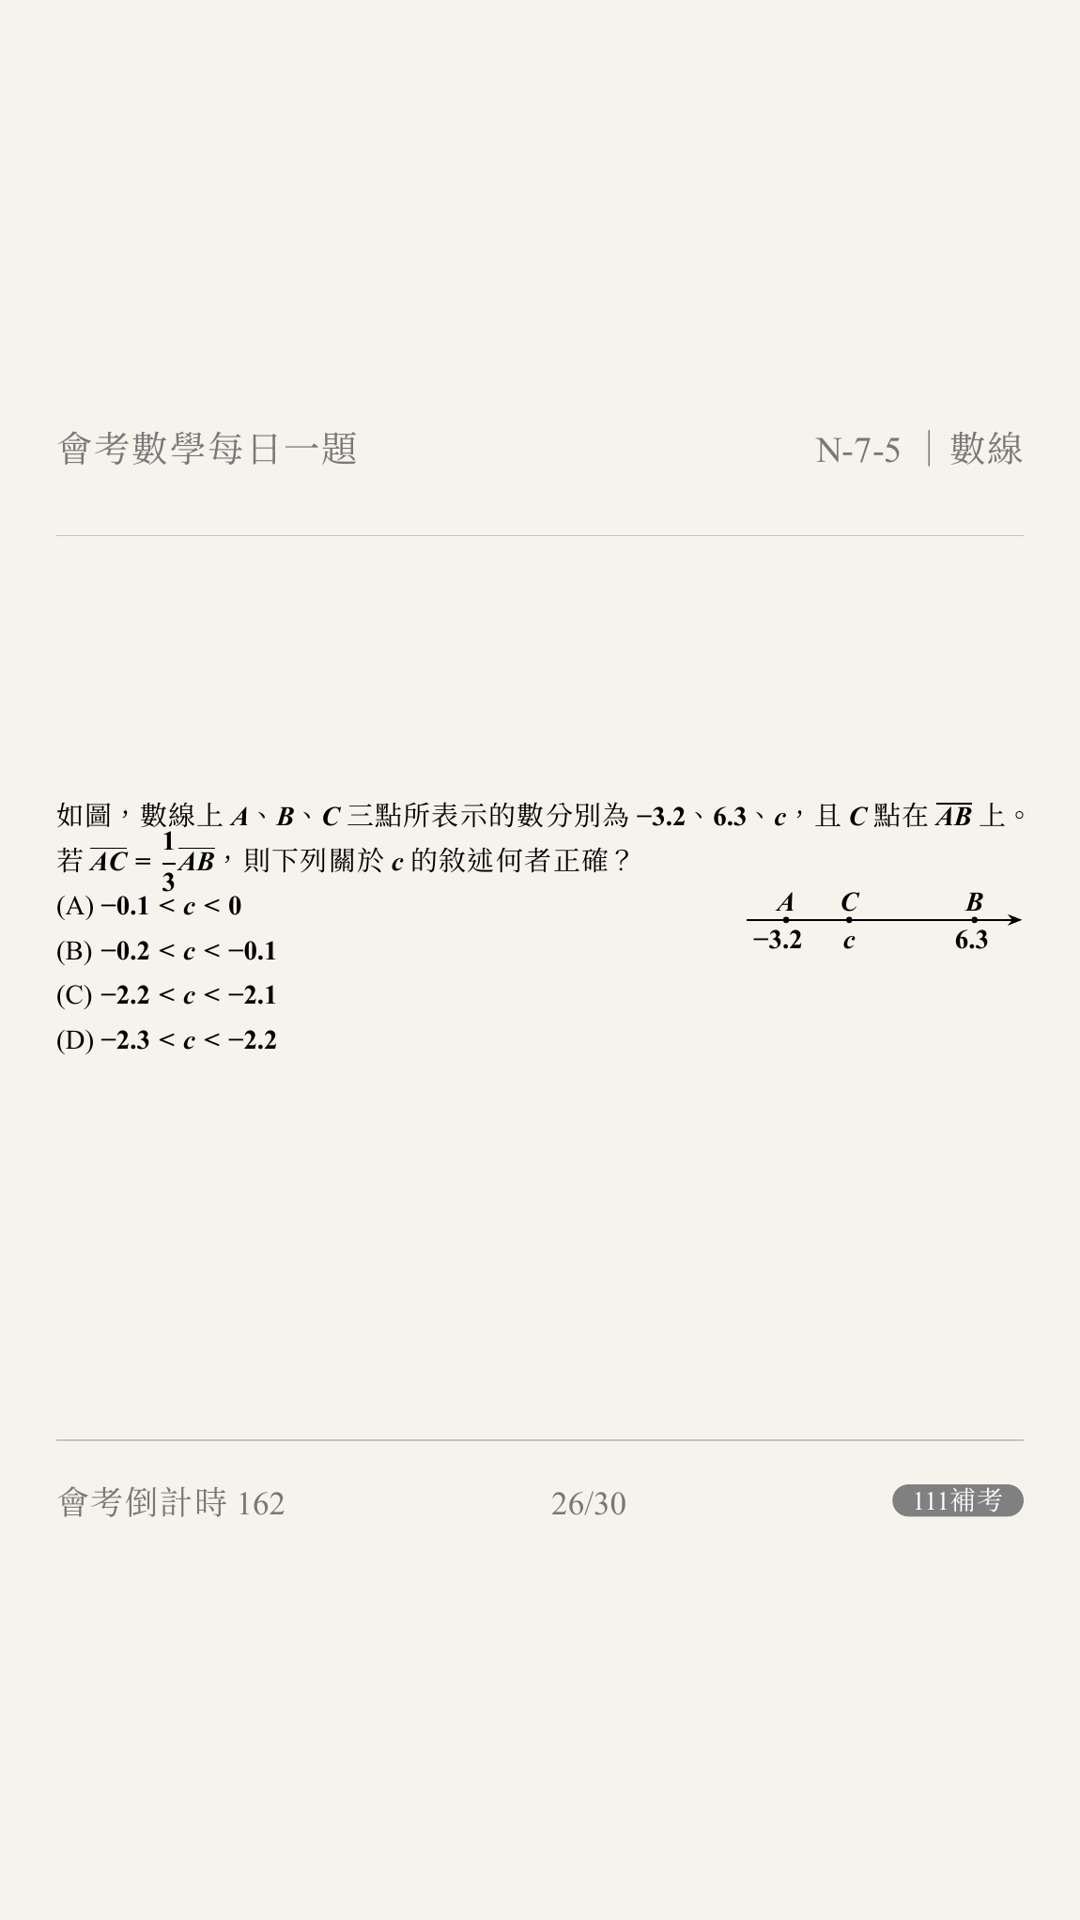 會考數學每日一題
N-7-5｜數線
如圖，數線上 A、B、C 三點所表示的數分別為 −3.2、6.3、c，且 C 點在 A̅B̅ 上。
若 A̅C̅ = 1/3 A̅B̅，則下列關於 c 的敘述何者正確？
(A) −0.1 < c < 0
(B) −0.2 < c < −0.1
(C) −2.2 < c < −2.1
(D) −2.3 < c < −2.2
A C B
−3.2 c 6.3
會考倒計時 162
26/30
111補考